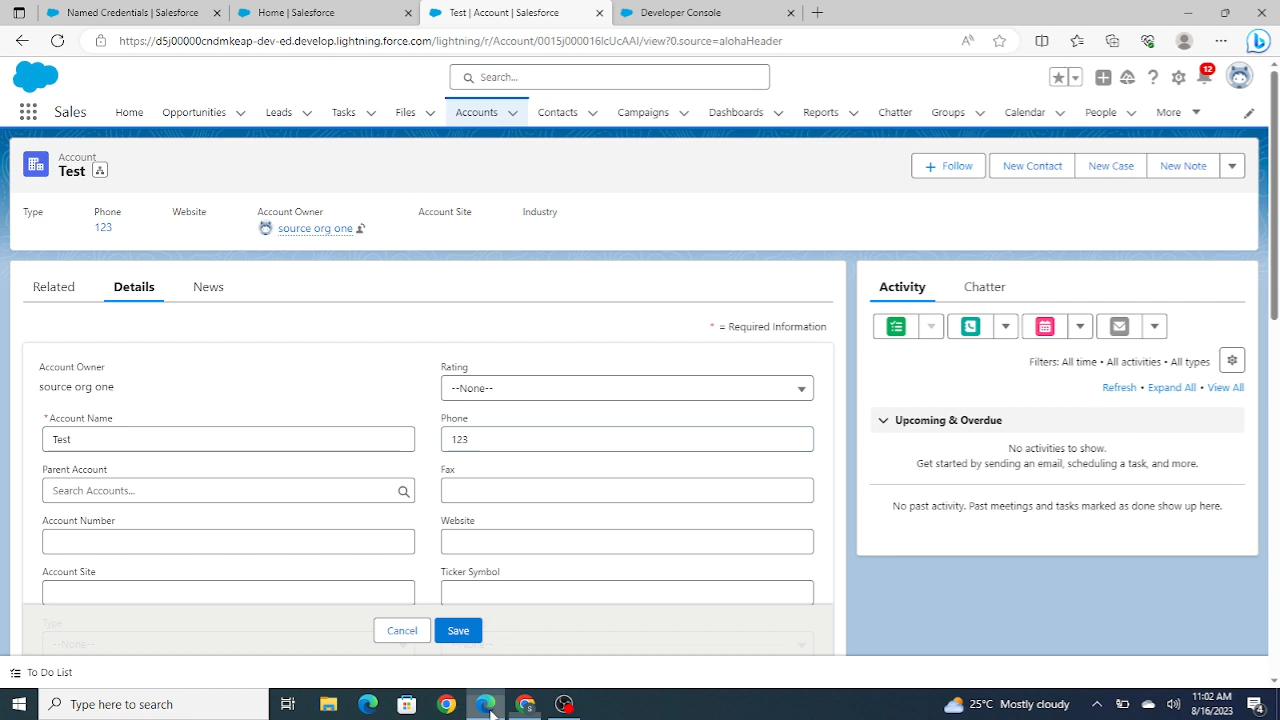 Named Credentials | Salesforce
Home | Salesforce
Test | Account | Salesforce
Developer Console
https://d5j00000cndmkeap-dev-ed.develop.lightning.force.com/lightning/r/Account/0015j000016lcUcAAI/view?0.source=alohaHeader
Search...
12
Sales Home Opportunities Leads Tasks Files Accounts Contacts Campaigns Dashboards Reports Chatter Groups Calendar People More
Account
Test
+ Follow New Contact New Case New Note
Type Phone Website Account Owner Account Site Industry
123 source org one
Related Details News
Activity Chatter
* = Required Information
Account Owner
source org one
Rating
--None--
* Account Name
Test
Phone
123
Parent Account
Search Accounts...
Fax
Account Number
Website
Account Site
Ticker Symbol
Type
--None--
Cancel Save
Filters: All time • All activities • All types
Refresh • Expand All • View All
Upcoming & Overdue
No activities to show.
Get started by sending an email, scheduling a task, and more.
No past activity. Past meetings and tasks marked as done show up here.
To Do List
Type here to search
25°C Mostly cloudy
11:02 AM
8/16/2023
4